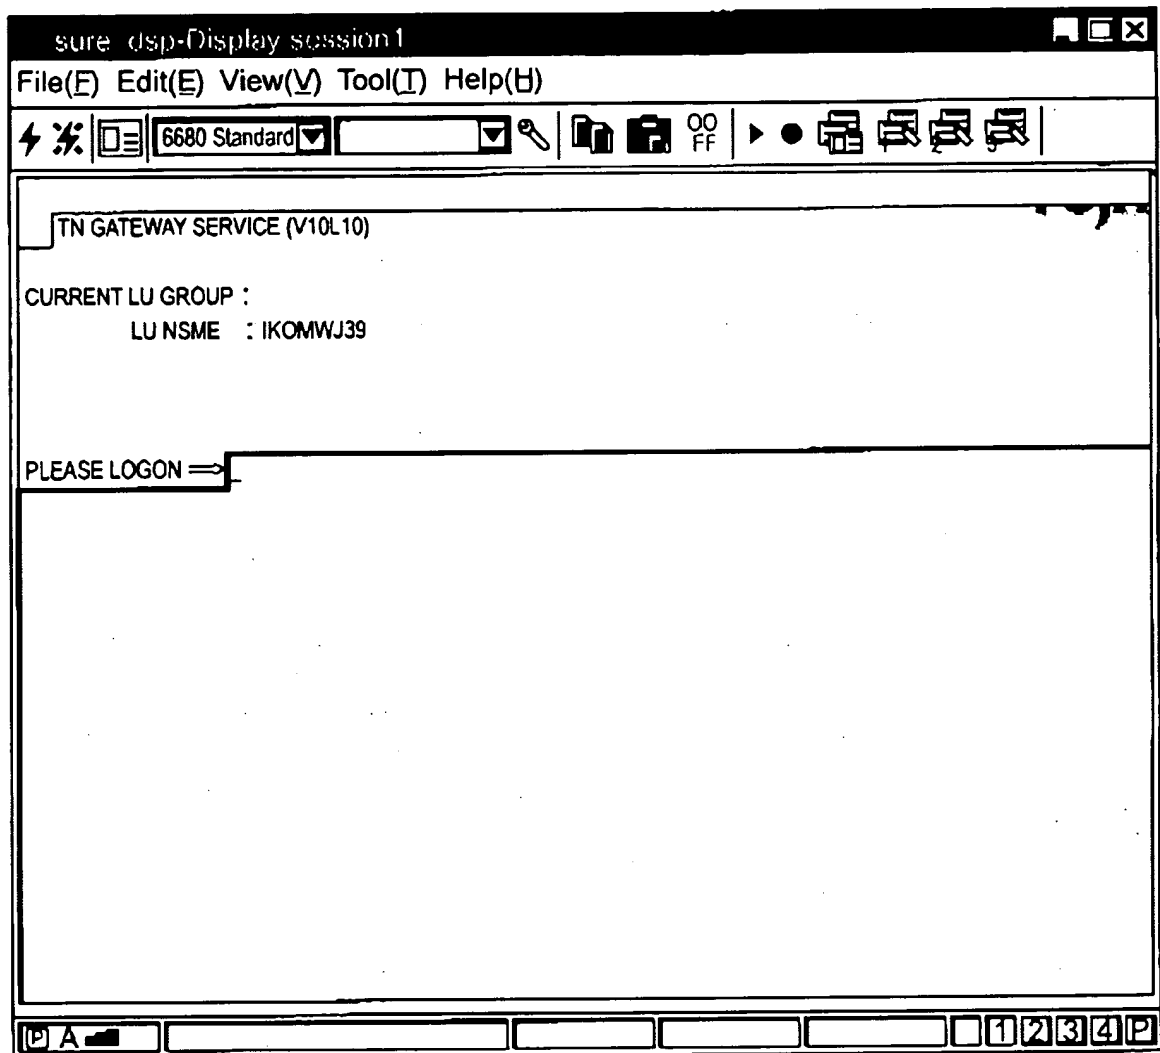 sure dsp-Display session1
File(F) Edit(E) View(V) Tool(T) Help(H)
6680 Standard
OO
FF
TN GATEWAY SERVICE (V10L10)
CURRENT LU GROUP :
LU NSME : IKOMWJ39
PLEASE LOGON ⇒
P A
1 2 3 4 P